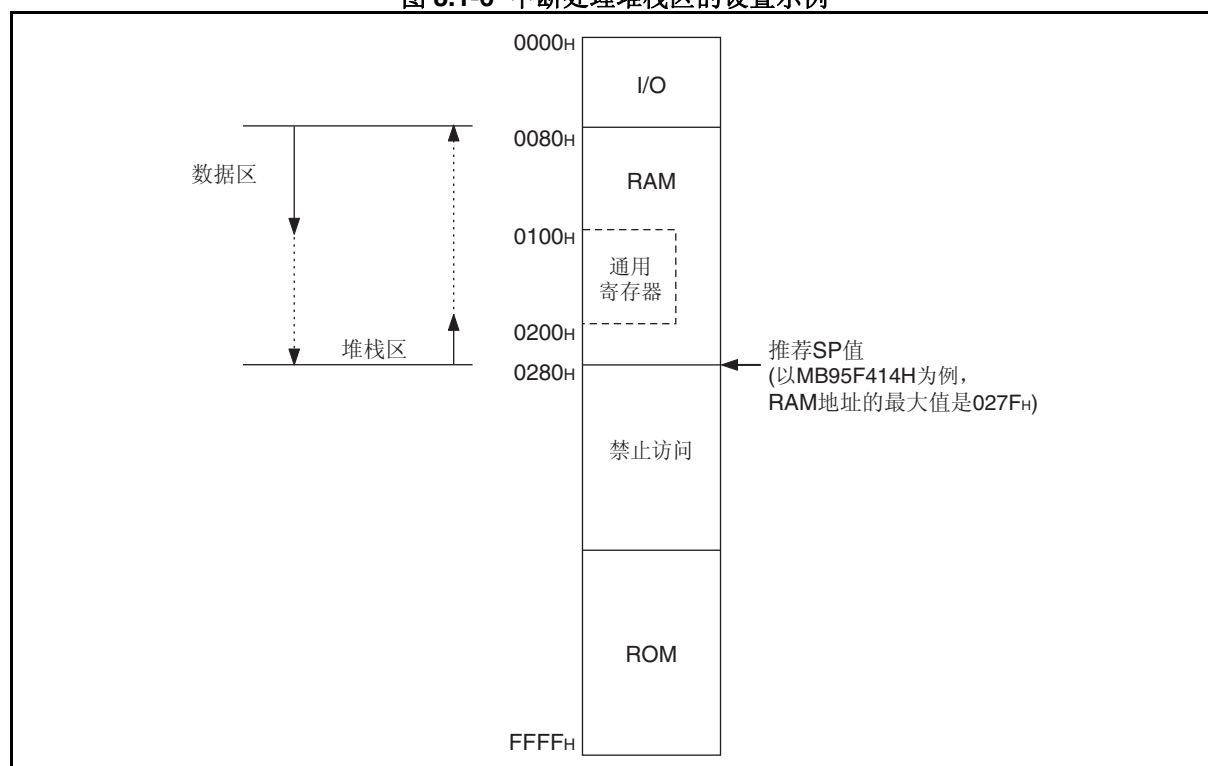 0000H
I/O
0080H
数据区
RAM
0100H
通用
寄存器
0200H
堆栈区
0280H
推荐SP值
(以MB95F414H为例，
RAM地址的最大值是027FH)
禁止访问
ROM
FFFFH